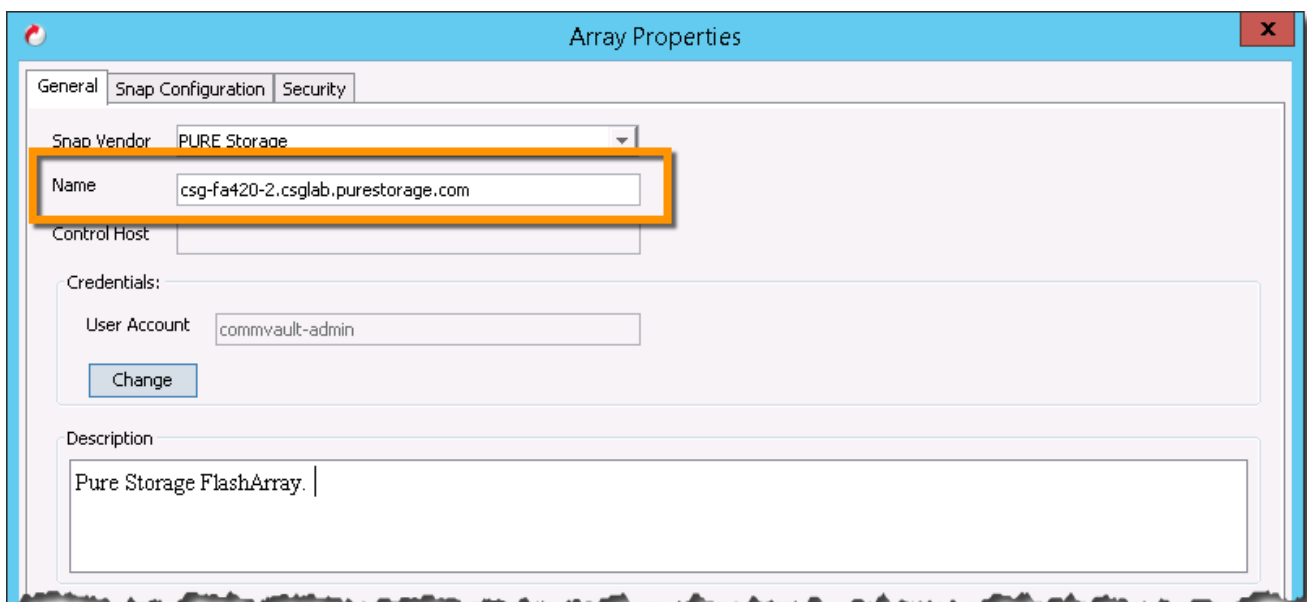 Array Properties
x
General Snap Configuration Security
Snap Vendor PURE Storage
Name csg-fa420-2.csglab.purestorage.com
Control Host
Credentials:
User Account commvault-admin
Change
Description
Pure Storage FlashArray.